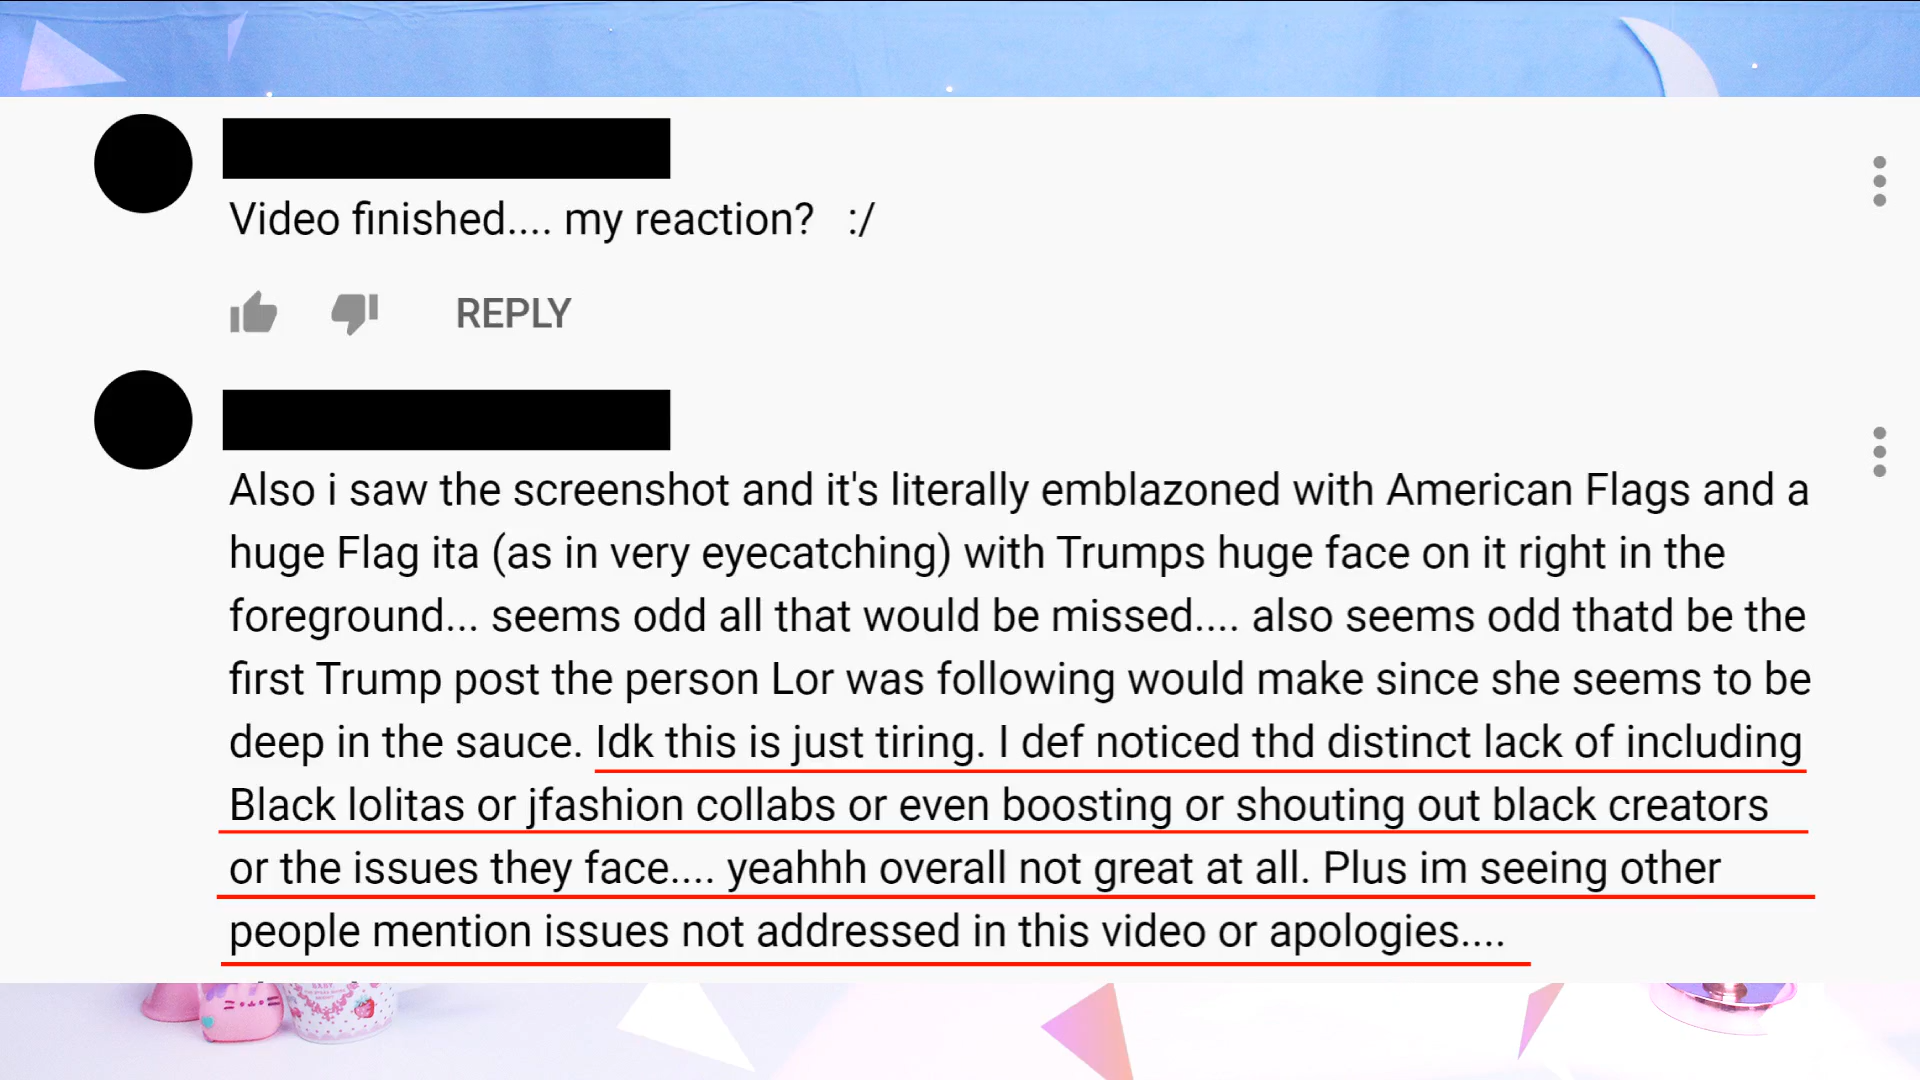 Video finished.... my reaction? :/
REPLY
Also i saw the screenshot and it's literally emblazoned with American Flags and a
huge Flag ita (as in very eyecatching) with Trumps huge face on it right in the
foreground... seems odd all that would be missed.... also seems odd thatd be the
first Trump post the person Lor was following would make since she seems to be
deep in the sauce. Idk this is just tiring. I def noticed thd distinct lack of including
Black lolitas or jfashion collabs or even boosting or shouting out black creators
or the issues they face.... yeahhh overall not great at all. Plus im seeing other
people mention issues not addressed in this video or apologies....